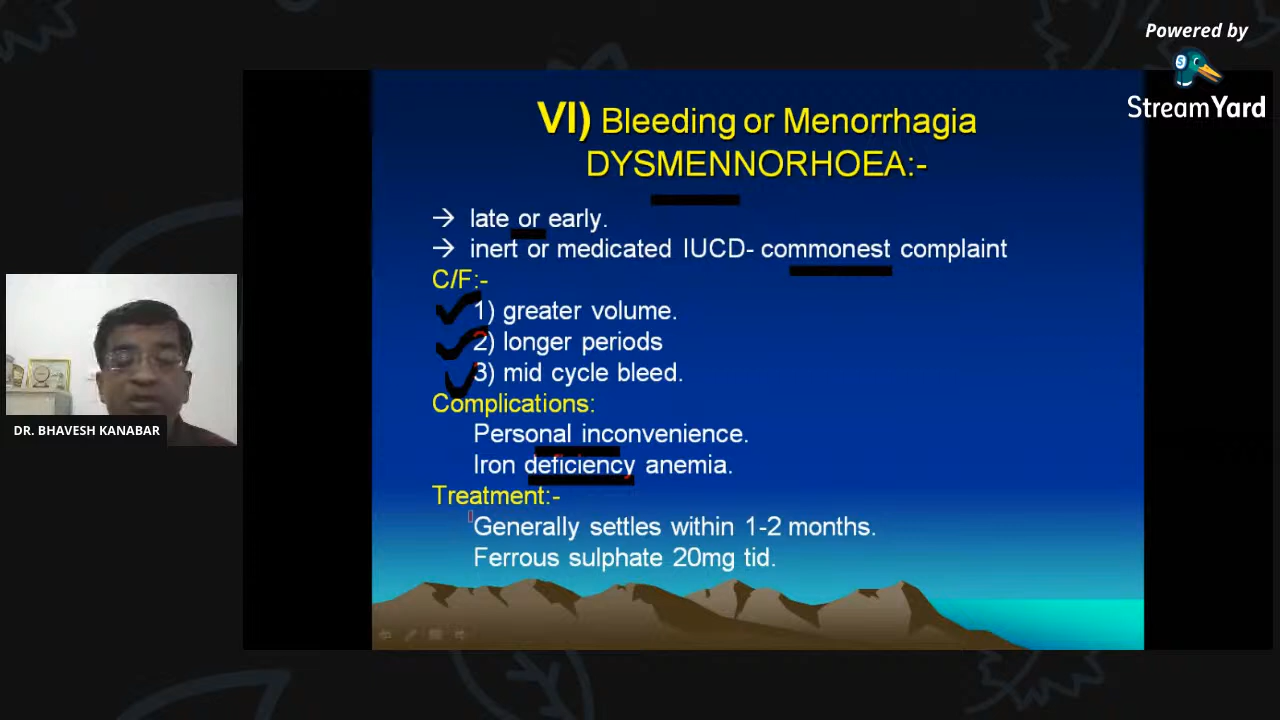 Powered by
StreamYard
VI) Bleeding or Menorrhagia
DYSMENNORHOEA:-
→ late or early.
→ inert or medicated IUCD- commonest complaint
C/F:-
1) greater volume.
2) longer periods
3) mid cycle bleed.
Complications:
Personal inconvenience.
Iron deficiency anemia.
Treatment:-
Generally settles within 1-2 months.
Ferrous sulphate 20mg tid.
DR. BHAVESH KANABAR